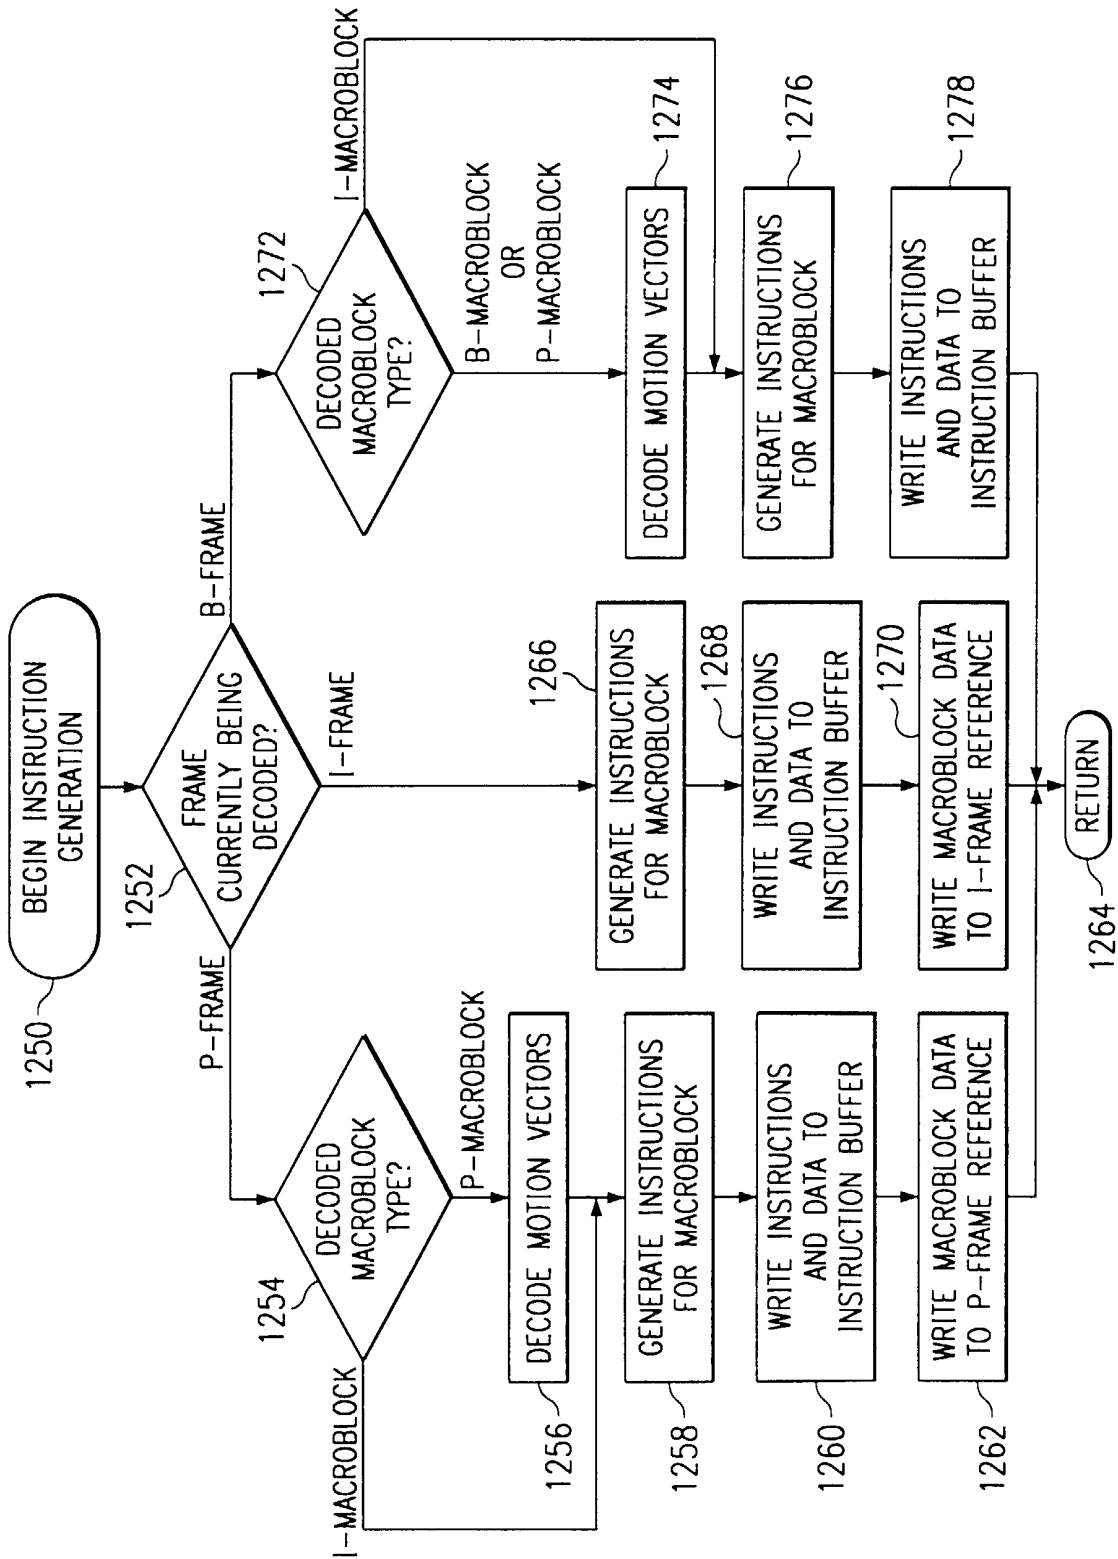 1250
BEGIN INSTRUCTION
GENERATION
1252
FRAME
CURRENTLY BEING
DECODED?
P-FRAME
I-FRAME
B-FRAME
1254
DECODED
MACROBLOCK
TYPE?
I-MACROBLOCK
P-MACROBLOCK
1256
DECODE MOTION VECTORS
1258
GENERATE INSTRUCTIONS
FOR MACROBLOCK
1260
WRITE INSTRUCTIONS
AND DATA TO
INSTRUCTION BUFFER
1262
WRITE MACROBLOCK DATA
TO P-FRAME REFERENCE
1266
GENERATE INSTRUCTIONS
FOR MACROBLOCK
1268
WRITE INSTRUCTIONS
AND DATA TO
INSTRUCTION BUFFER
1270
WRITE MACROBLOCK DATA
TO I-FRAME REFERENCE
1272
DECODED
MACROBLOCK
TYPE?
I-MACROBLOCK
B-MACROBLOCK
OR
P-MACROBLOCK
1274
DECODE MOTION VECTORS
1276
GENERATE INSTRUCTIONS
FOR MACROBLOCK
1278
WRITE INSTRUCTIONS
AND DATA TO
INSTRUCTION BUFFER
1264
RETURN